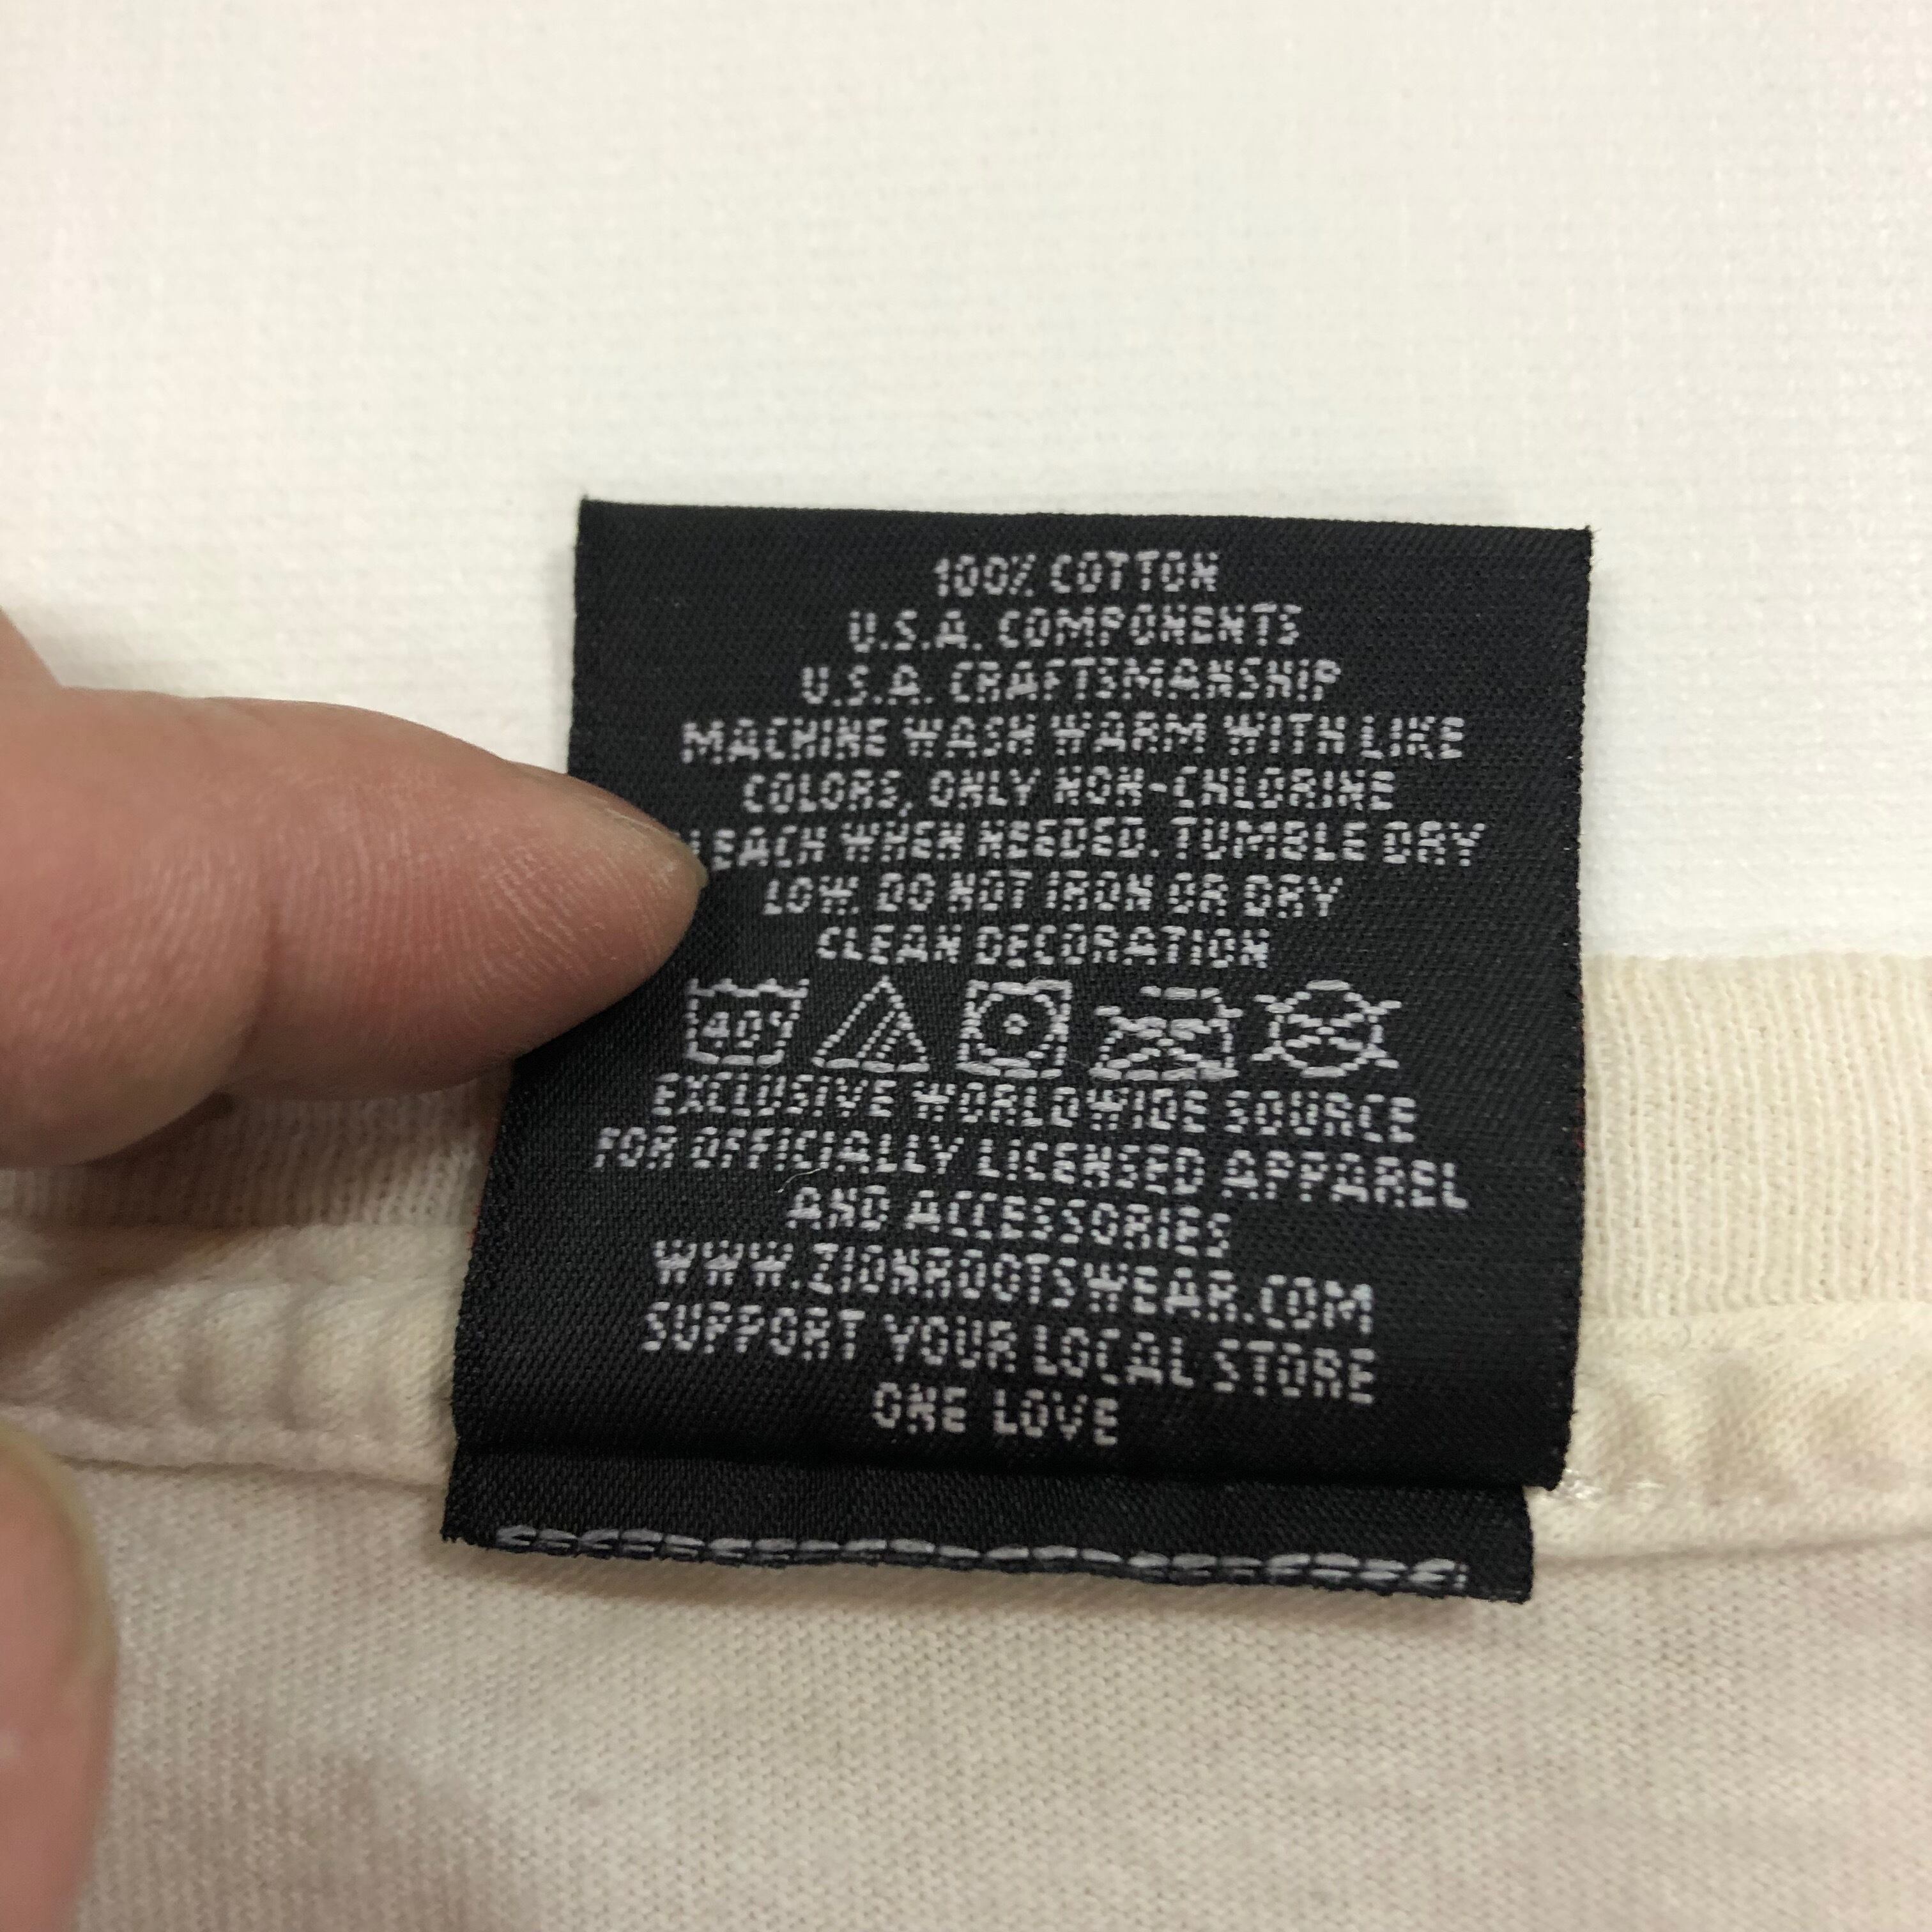 100% COTTON
U.S.A. COMPONENTS
U.S.A. CRAFTSMANSHIP
MACHINE WASH WARM WITH LIKE
COLORS, ONLY NON-CHLORINE
LEACH WHEN NEEDED. TUMBLE DRY
LOW. DO NOT IRON OR DRY
CLEAN DECORATION
40°
EXCLUSIVE WORLDWIDE SOURCE
FOR OFFICIALLY LICENSED APPAREL
AND ACCESSORIES
WWW.ZIONROOTSWEAR.COM
SUPPORT YOUR LOCAL STORE
ONE LOVE